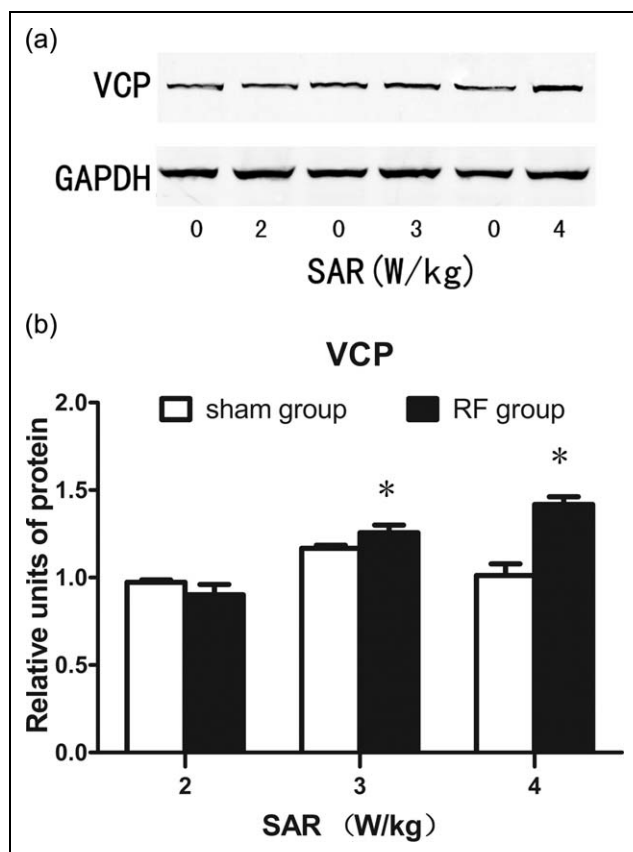 (a)
VCP
GAPDH
0 2 0 3 0 4
SAR(W/kg)
(b)
VCP
2.0
sham group RF group
1.5
* *
1.0
0.5
0.0
Relative units of protein
2 3 4
SAR （W/kg）